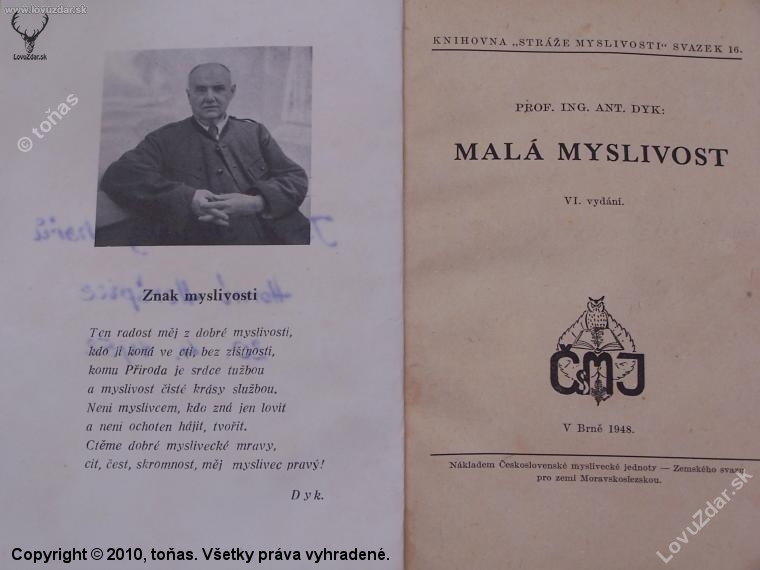 www.lovuzdar.sk
LovuZdar.sk
© toňas
Znak myslivosti
Ten radost měj z dobré myslivosti,
kdo ji koná ve cti, bez zištnosti,
komu Příroda je srdce tužbou
a myslivost čisté krásy službou.
Není myslivcem, kdo zná jen lovit
a není ochoten hájit, tvořit.
Ctěme dobré myslivecké mravy,
cit, čest, skromnost, měj myslivec pravý!
Dyk.
Copyright © 2010, toňas. Všetky práva vyhradené.
KNIHOVNA „STRÁŽE MYSLIVOSTI" SVAZEK 16.
PROF. ING. ANT. DYK:
MALÁ MYSLIVOST
VI. vydání.
ČMJ
V Brně 1948.
Nákladem Československé myslivecké jednoty — Zemského svazu
pro zemi Moravskoslezskou.
LovuZdar.sk